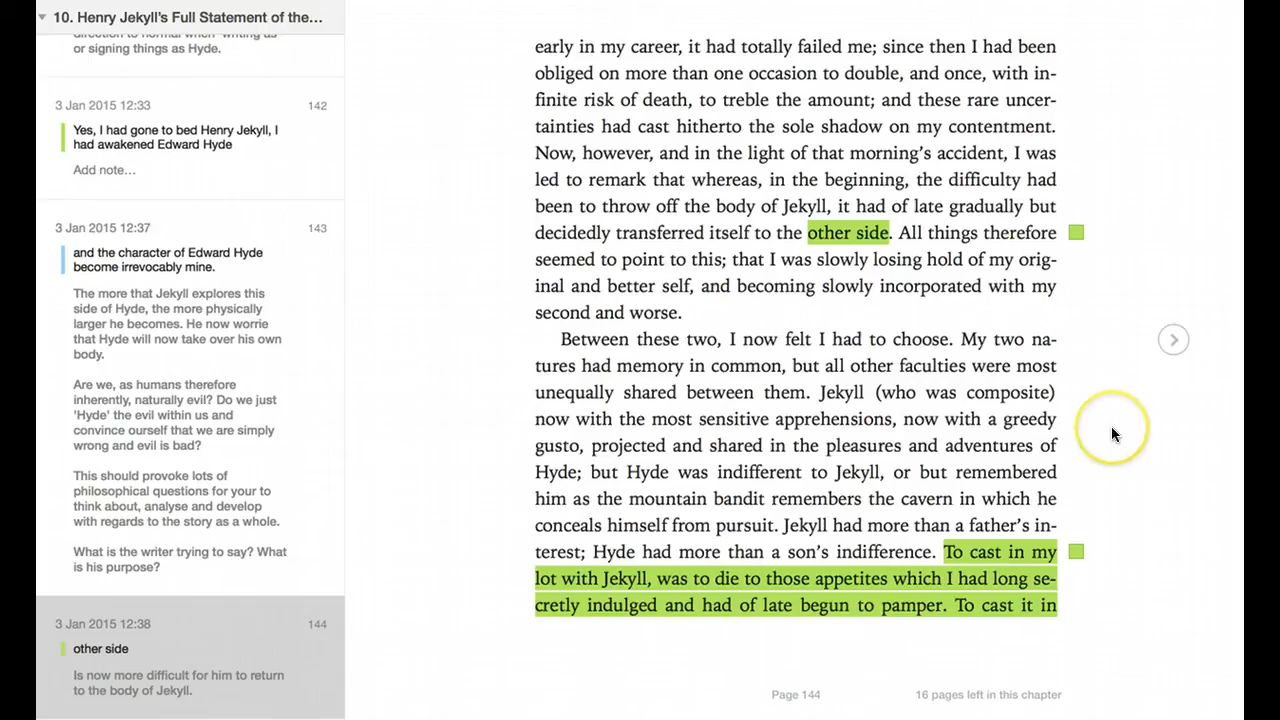 10. Henry Jekyll's Full Statement of the…
direction to normal when writing as
or signing things as Hyde.
3 Jan 2015 12:33 142
Yes, I had gone to bed Henry Jekyll, I
had awakened Edward Hyde
Add note…
3 Jan 2015 12:37 143
and the character of Edward Hyde
become irrevocably mine.
The more that Jekyll explores this
side of Hyde, the more physically
larger he becomes. He now worrie
that Hyde will now take over his own
body.
Are we, as humans therefore
inherently, naturally evil? Do we just
'Hyde' the evil within us and
convince ourself that we are simply
wrong and evil is bad?
This should provoke lots of
philosophical questions for your to
think about, analyse and develop
with regards to the story as a whole.
What is the writer trying to say? What
is his purpose?
3 Jan 2015 12:38 144
other side
Is now more difficult for him to return
to the body of Jekyll.
early in my career, it had totally failed me; since then I had been
obliged on more than one occasion to double, and once, with in-
finite risk of death, to treble the amount; and these rare uncer-
tainties had cast hitherto the sole shadow on my contentment.
Now, however, and in the light of that morning's accident, I was
led to remark that whereas, in the beginning, the difficulty had
been to throw off the body of Jekyll, it had of late gradually but
decidedly transferred itself to the other side. All things therefore
seemed to point to this; that I was slowly losing hold of my orig-
inal and better self, and becoming slowly incorporated with my
second and worse.
Between these two, I now felt I had to choose. My two na-
tures had memory in common, but all other faculties were most
unequally shared between them. Jekyll (who was composite)
now with the most sensitive apprehensions, now with a greedy
gusto, projected and shared in the pleasures and adventures of
Hyde; but Hyde was indifferent to Jekyll, or but remembered
him as the mountain bandit remembers the cavern in which he
conceals himself from pursuit. Jekyll had more than a father's in-
terest; Hyde had more than a son's indifference. To cast in my
lot with Jekyll, was to die to those appetites which I had long se-
cretly indulged and had of late begun to pamper. To cast it in
Page 144 16 pages left in this chapter